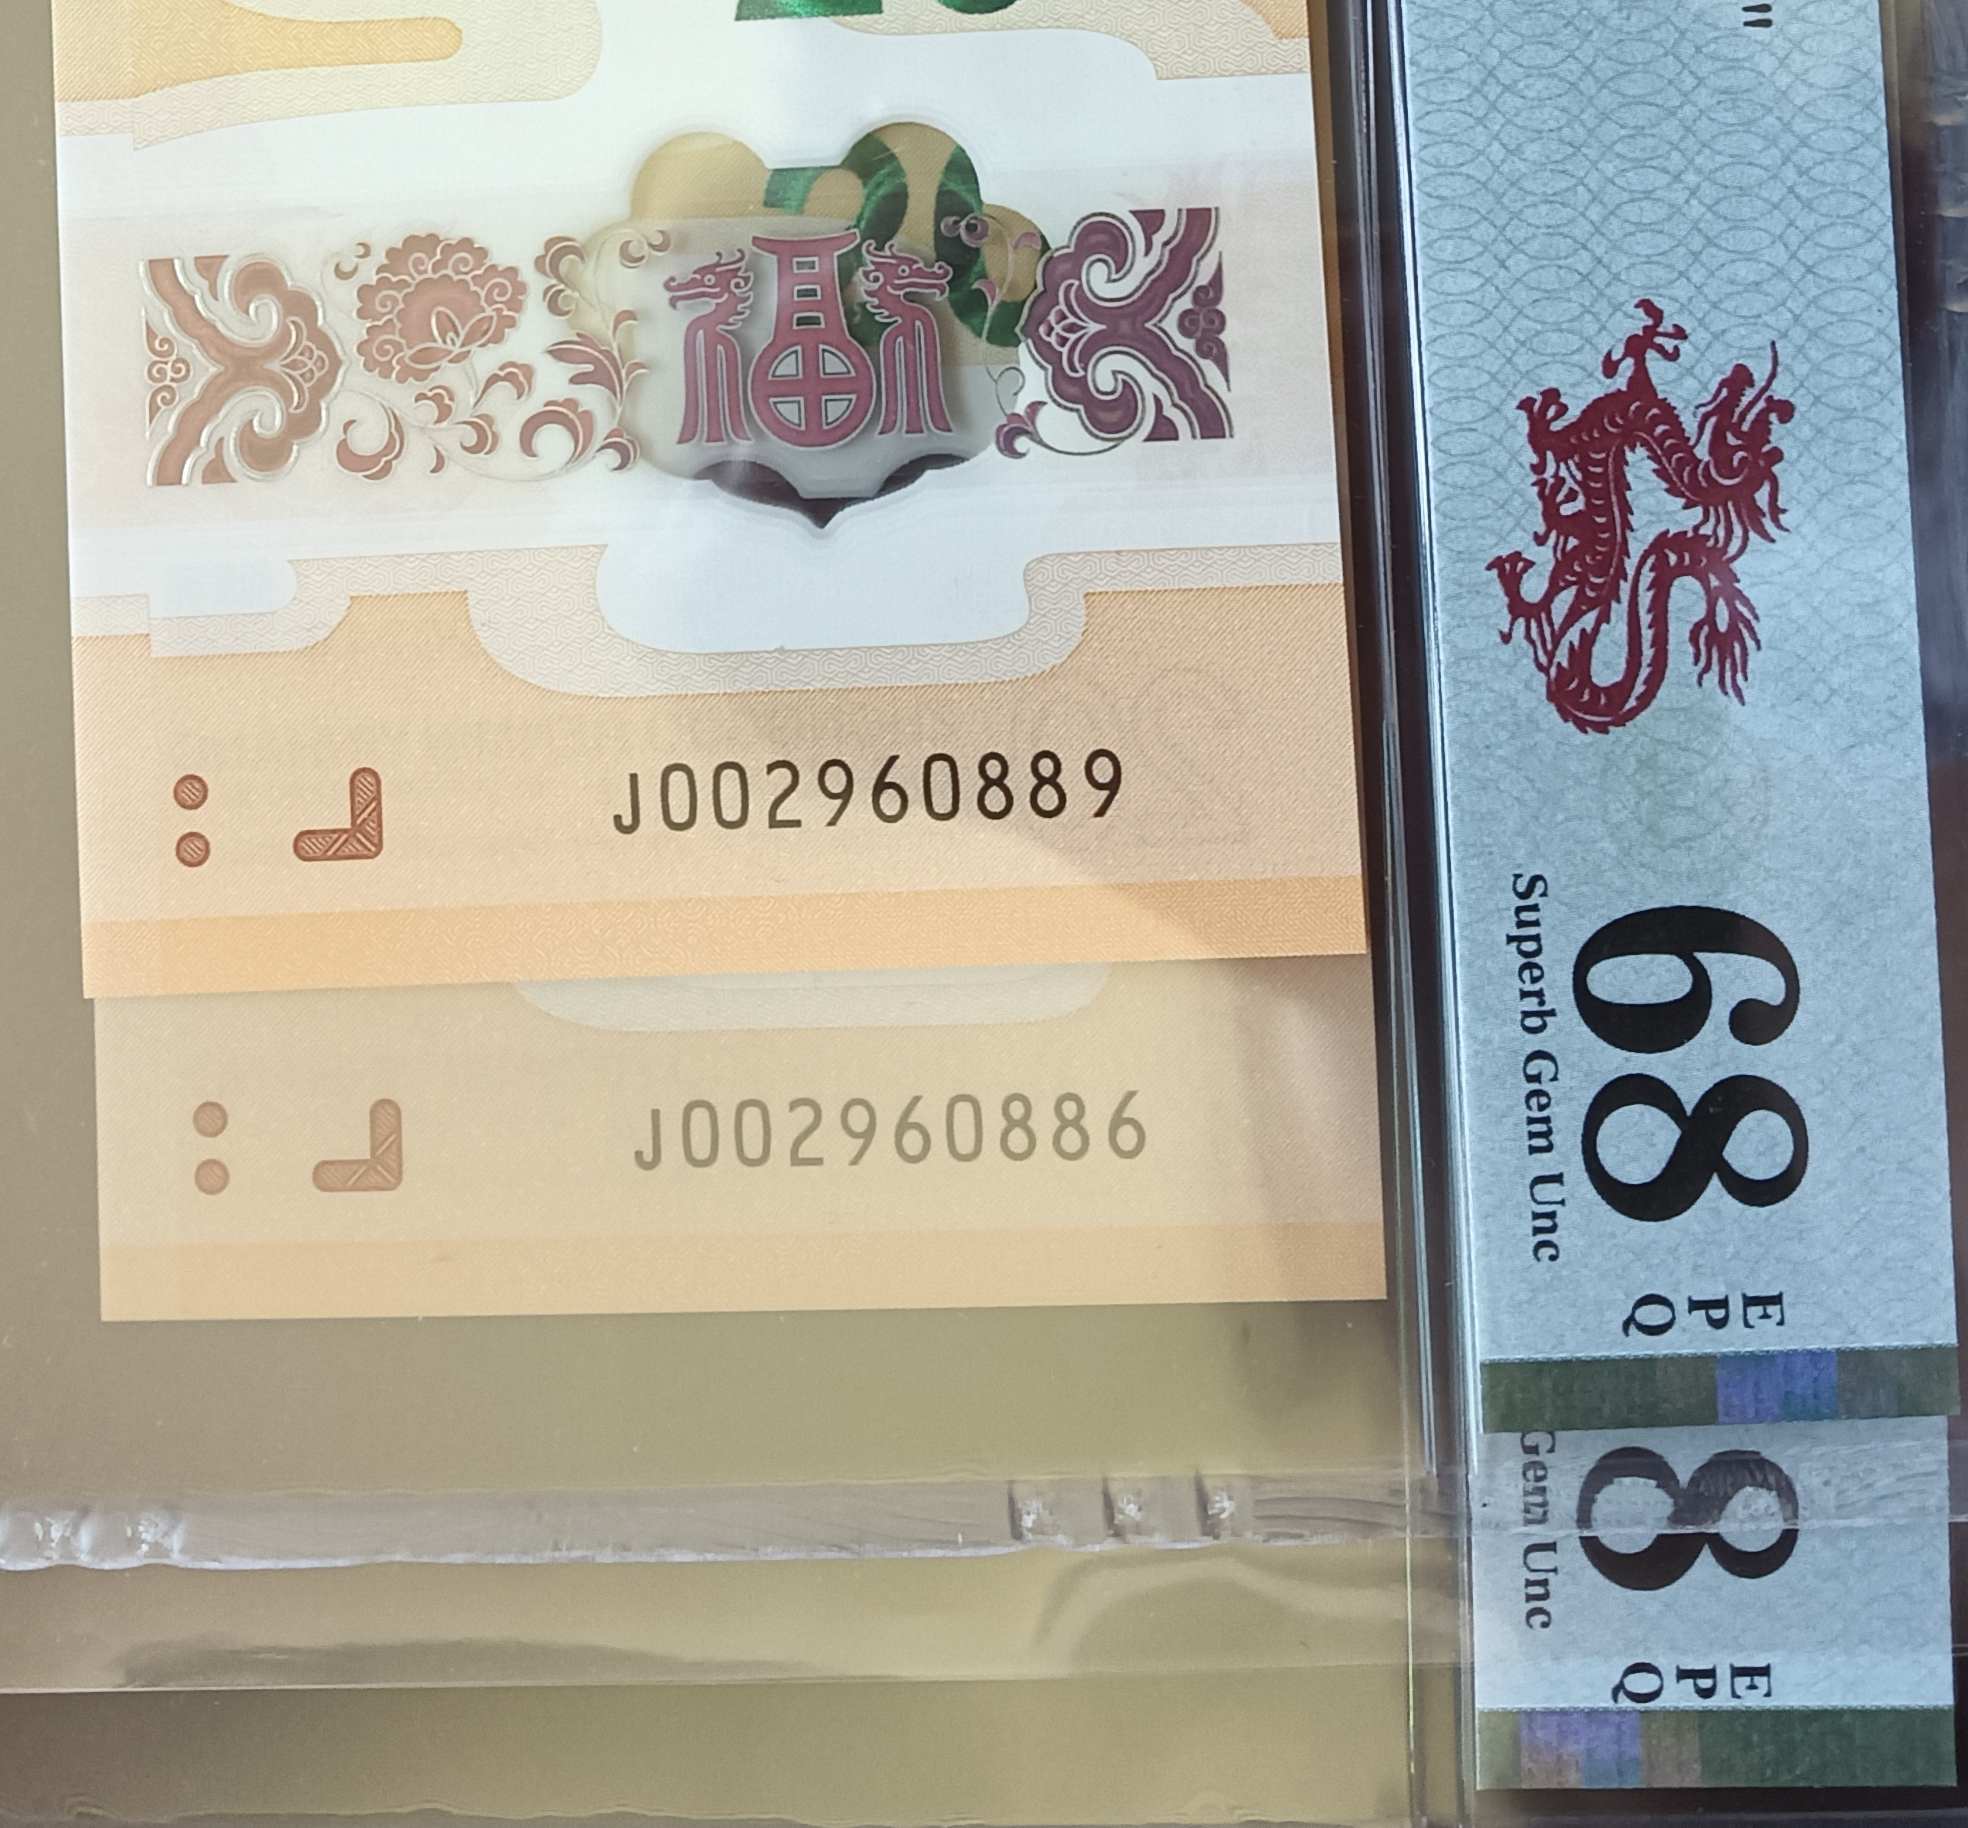 福
J002960889
J002960886
"
68
Superb Gem Unc
E
P
Q
8
Gem Unc
E
P
Q